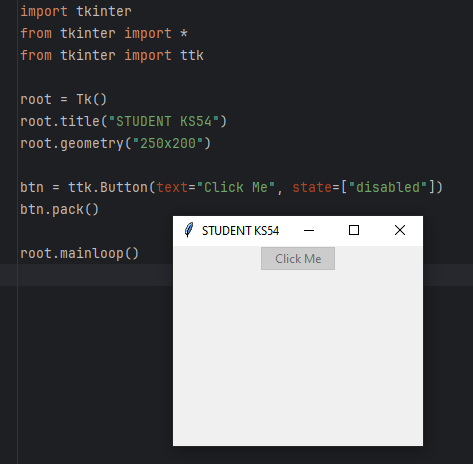 import tkinter
from tkinter import *
from tkinter import ttk
root = Tk()
root.title("STUDENT KS54")
root.geometry("250x200")
btn = ttk.Button(text="Click Me", state=["disabled"])
btn.pack()
root.mainloop()
STUDENT KS54
Click Me